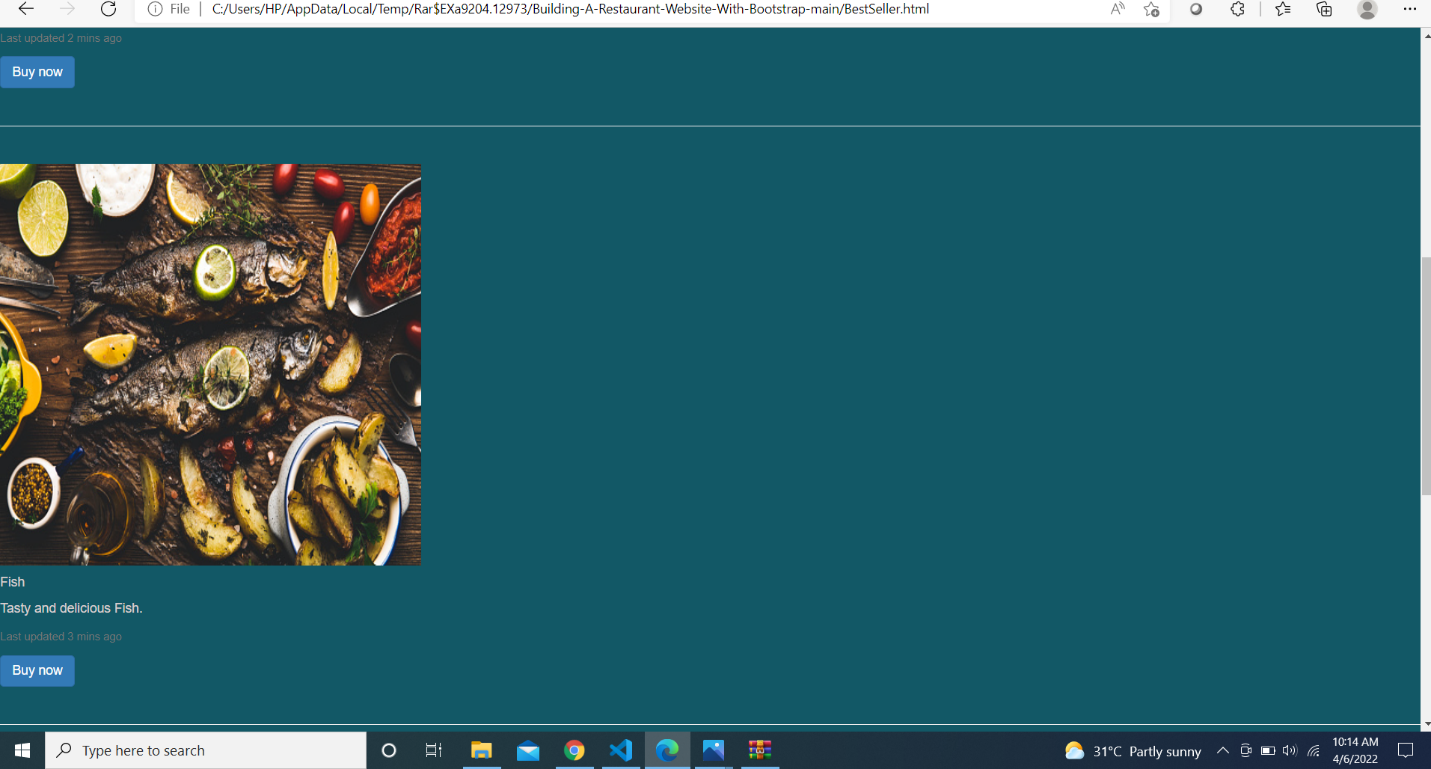 File C:/Users/HP/AppData/Local/Temp/Rar$EXa9204.12973/Building-A-Restaurant-Website-With-Bootstrap-main/BestSeller.html
Last updated 2 mins ago
Buy now
Fish
Tasty and delicious Fish.
Last updated 3 mins ago
Buy now
Type here to search
31°C Partly sunny
10:14 AM
4/6/2022